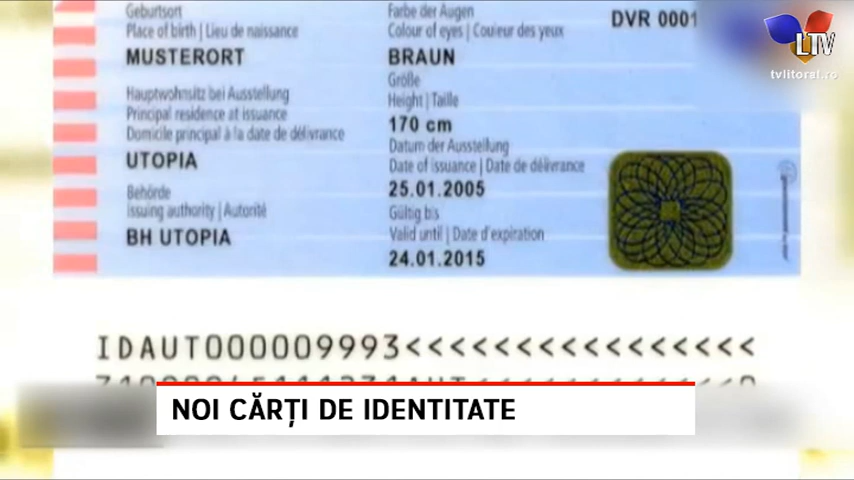 Geburtsort
Place of birth | Lieu de naissance
MUSTERORT
Hauptwohnsitz bei Ausstellung
Principal residence at issuance
Domicile principal à la date de délivrance
UTOPIA
Behörde
Issuing authority | Autorité
BH UTOPIA
Farbe der Augen
Colour of eyes | Couleur des yeux
BRAUN
Größe
Height | Taille
170 cm
Datum der Ausstellung
Date of issuance | Date de délivrance
25.01.2005
Gültig bis
Valid until | Date d'expiration
24.01.2015
DVR 0001
LTV
tvlitoral.ro
IDAUT000009993<<<<<<<<<<<<<<<<
NOI CĂRȚI DE IDENTITATE